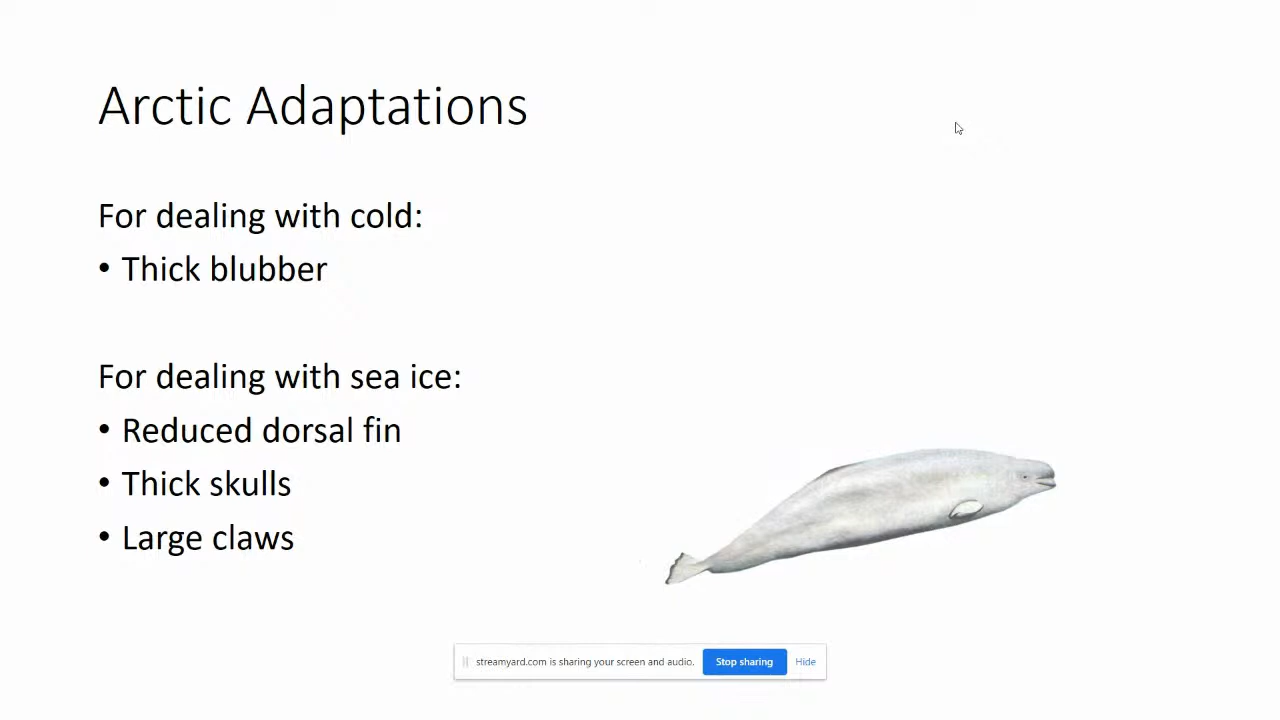 Arctic Adaptations
For dealing with cold:
• Thick blubber
For dealing with sea ice:
• Reduced dorsal fin
• Thick skulls
• Large claws
streamyard.com is sharing your screen and audio. Stop sharing Hide